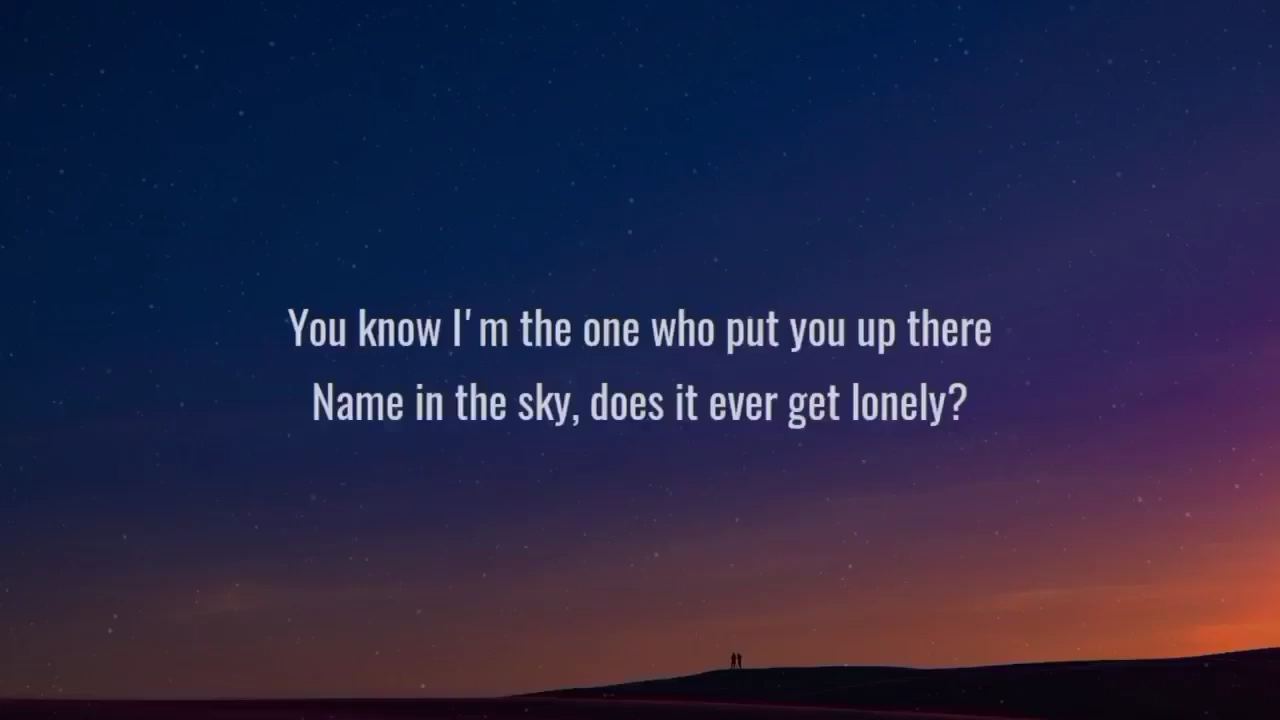 You know I'm the one who put you up there
Name in the sky, does it ever get lonely?